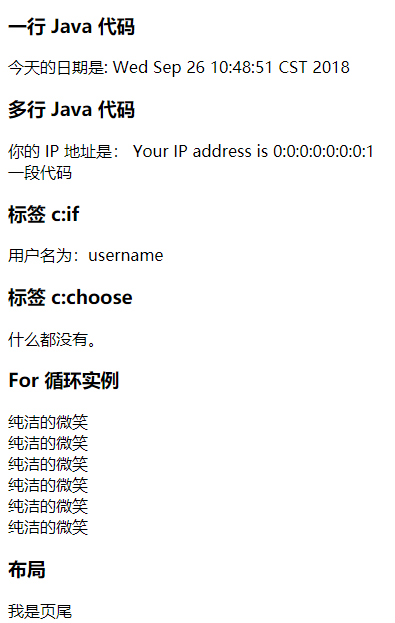 一行 Java 代码
今天的日期是: Wed Sep 26 10:48:51 CST 2018
多行 Java 代码
你的 IP 地址是： Your IP address is 0:0:0:0:0:0:0:1
一段代码
标签 c:if
用户名为：username
标签 c:choose
什么都没有。
For 循环实例
纯洁的微笑
纯洁的微笑
纯洁的微笑
纯洁的微笑
纯洁的微笑
纯洁的微笑
布局
我是页尾